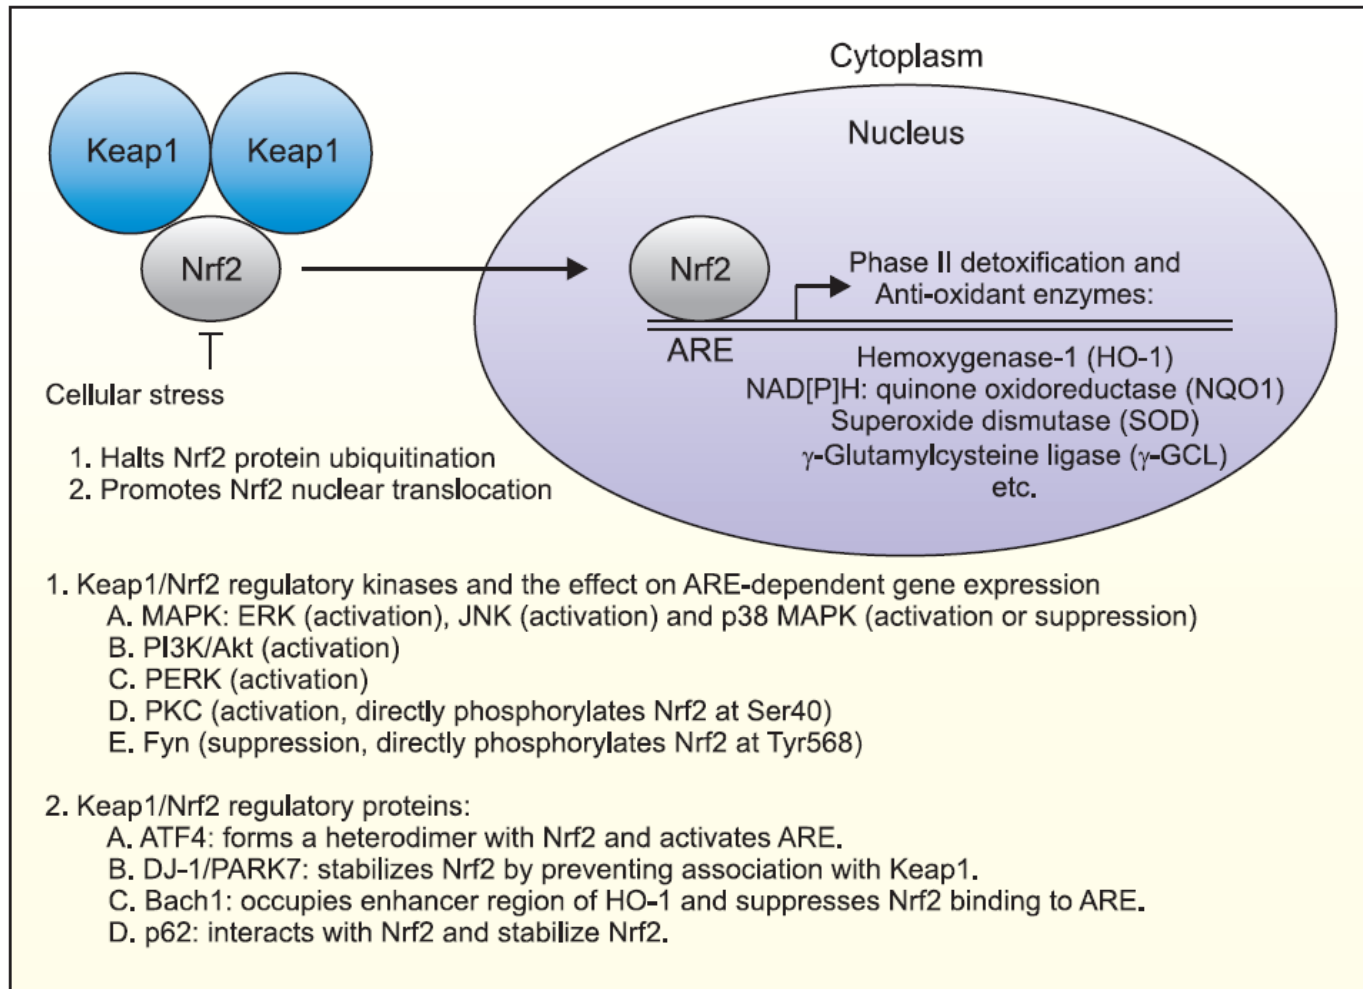 Cytoplasm
Nucleus
Keap1
Keap1
Nrf2
Nrf2
ARE
Phase II detoxification and
Anti-oxidant enzymes:
Hemoxygenase-1 (HO-1)
NAD[P]H: quinone oxidoreductase (NQO1)
Superoxide dismutase (SOD)
γ-Glutamylcysteine ligase (γ-GCL)
etc.
Cellular stress
1. Halts Nrf2 protein ubiquitination
2. Promotes Nrf2 nuclear translocation
1. Keap1/Nrf2 regulatory kinases and the effect on ARE-dependent gene expression
A. MAPK: ERK (activation), JNK (activation) and p38 MAPK (activation or suppression)
B. PI3K/Akt (activation)
C. PERK (activation)
D. PKC (activation, directly phosphorylates Nrf2 at Ser40)
E. Fyn (suppression, directly phosphorylates Nrf2 at Tyr568)
2. Keap1/Nrf2 regulatory proteins:
A. ATF4: forms a heterodimer with Nrf2 and activates ARE.
B. DJ-1/PARK7: stabilizes Nrf2 by preventing association with Keap1.
C. Bach1: occupies enhancer region of HO-1 and suppresses Nrf2 binding to ARE.
D. p62: interacts with Nrf2 and stabilize Nrf2.